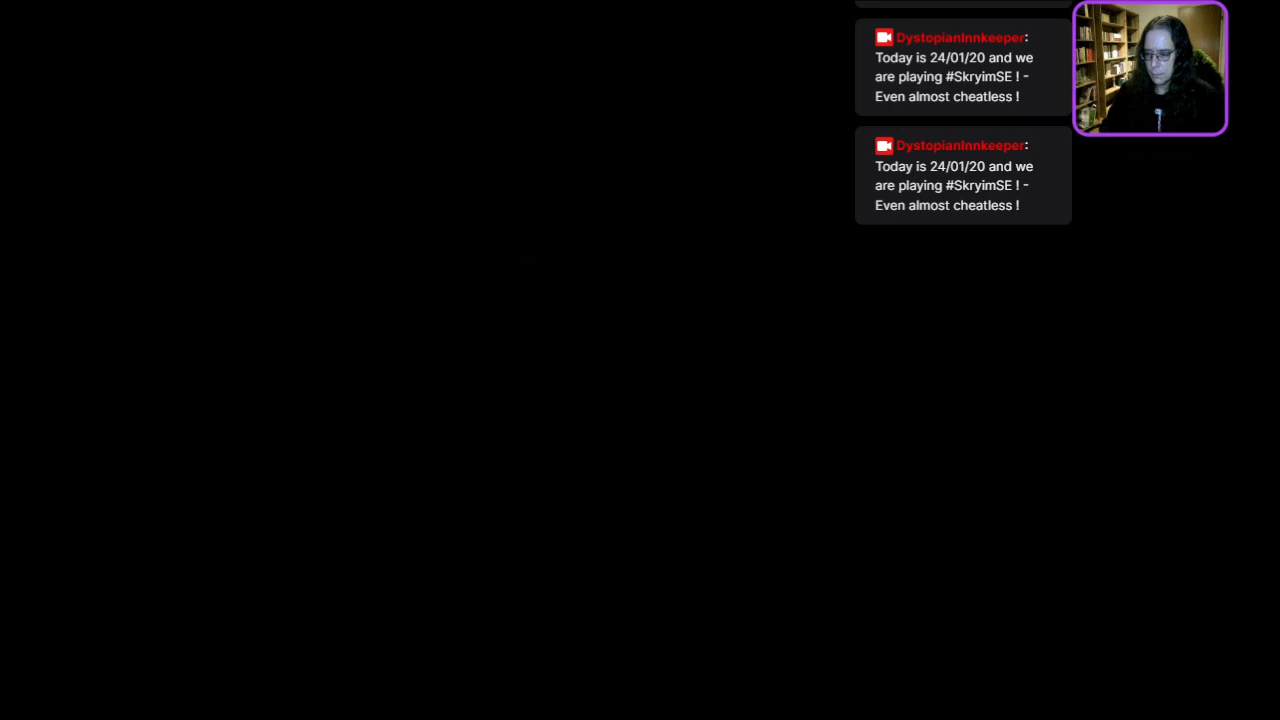 DystopianInnkeeper:
Today is 24/01/20 and we
are playing #SkryimSE ! -
Even almost cheatless !
DystopianInnkeeper:
Today is 24/01/20 and we
are playing #SkryimSE ! -
Even almost cheatless !